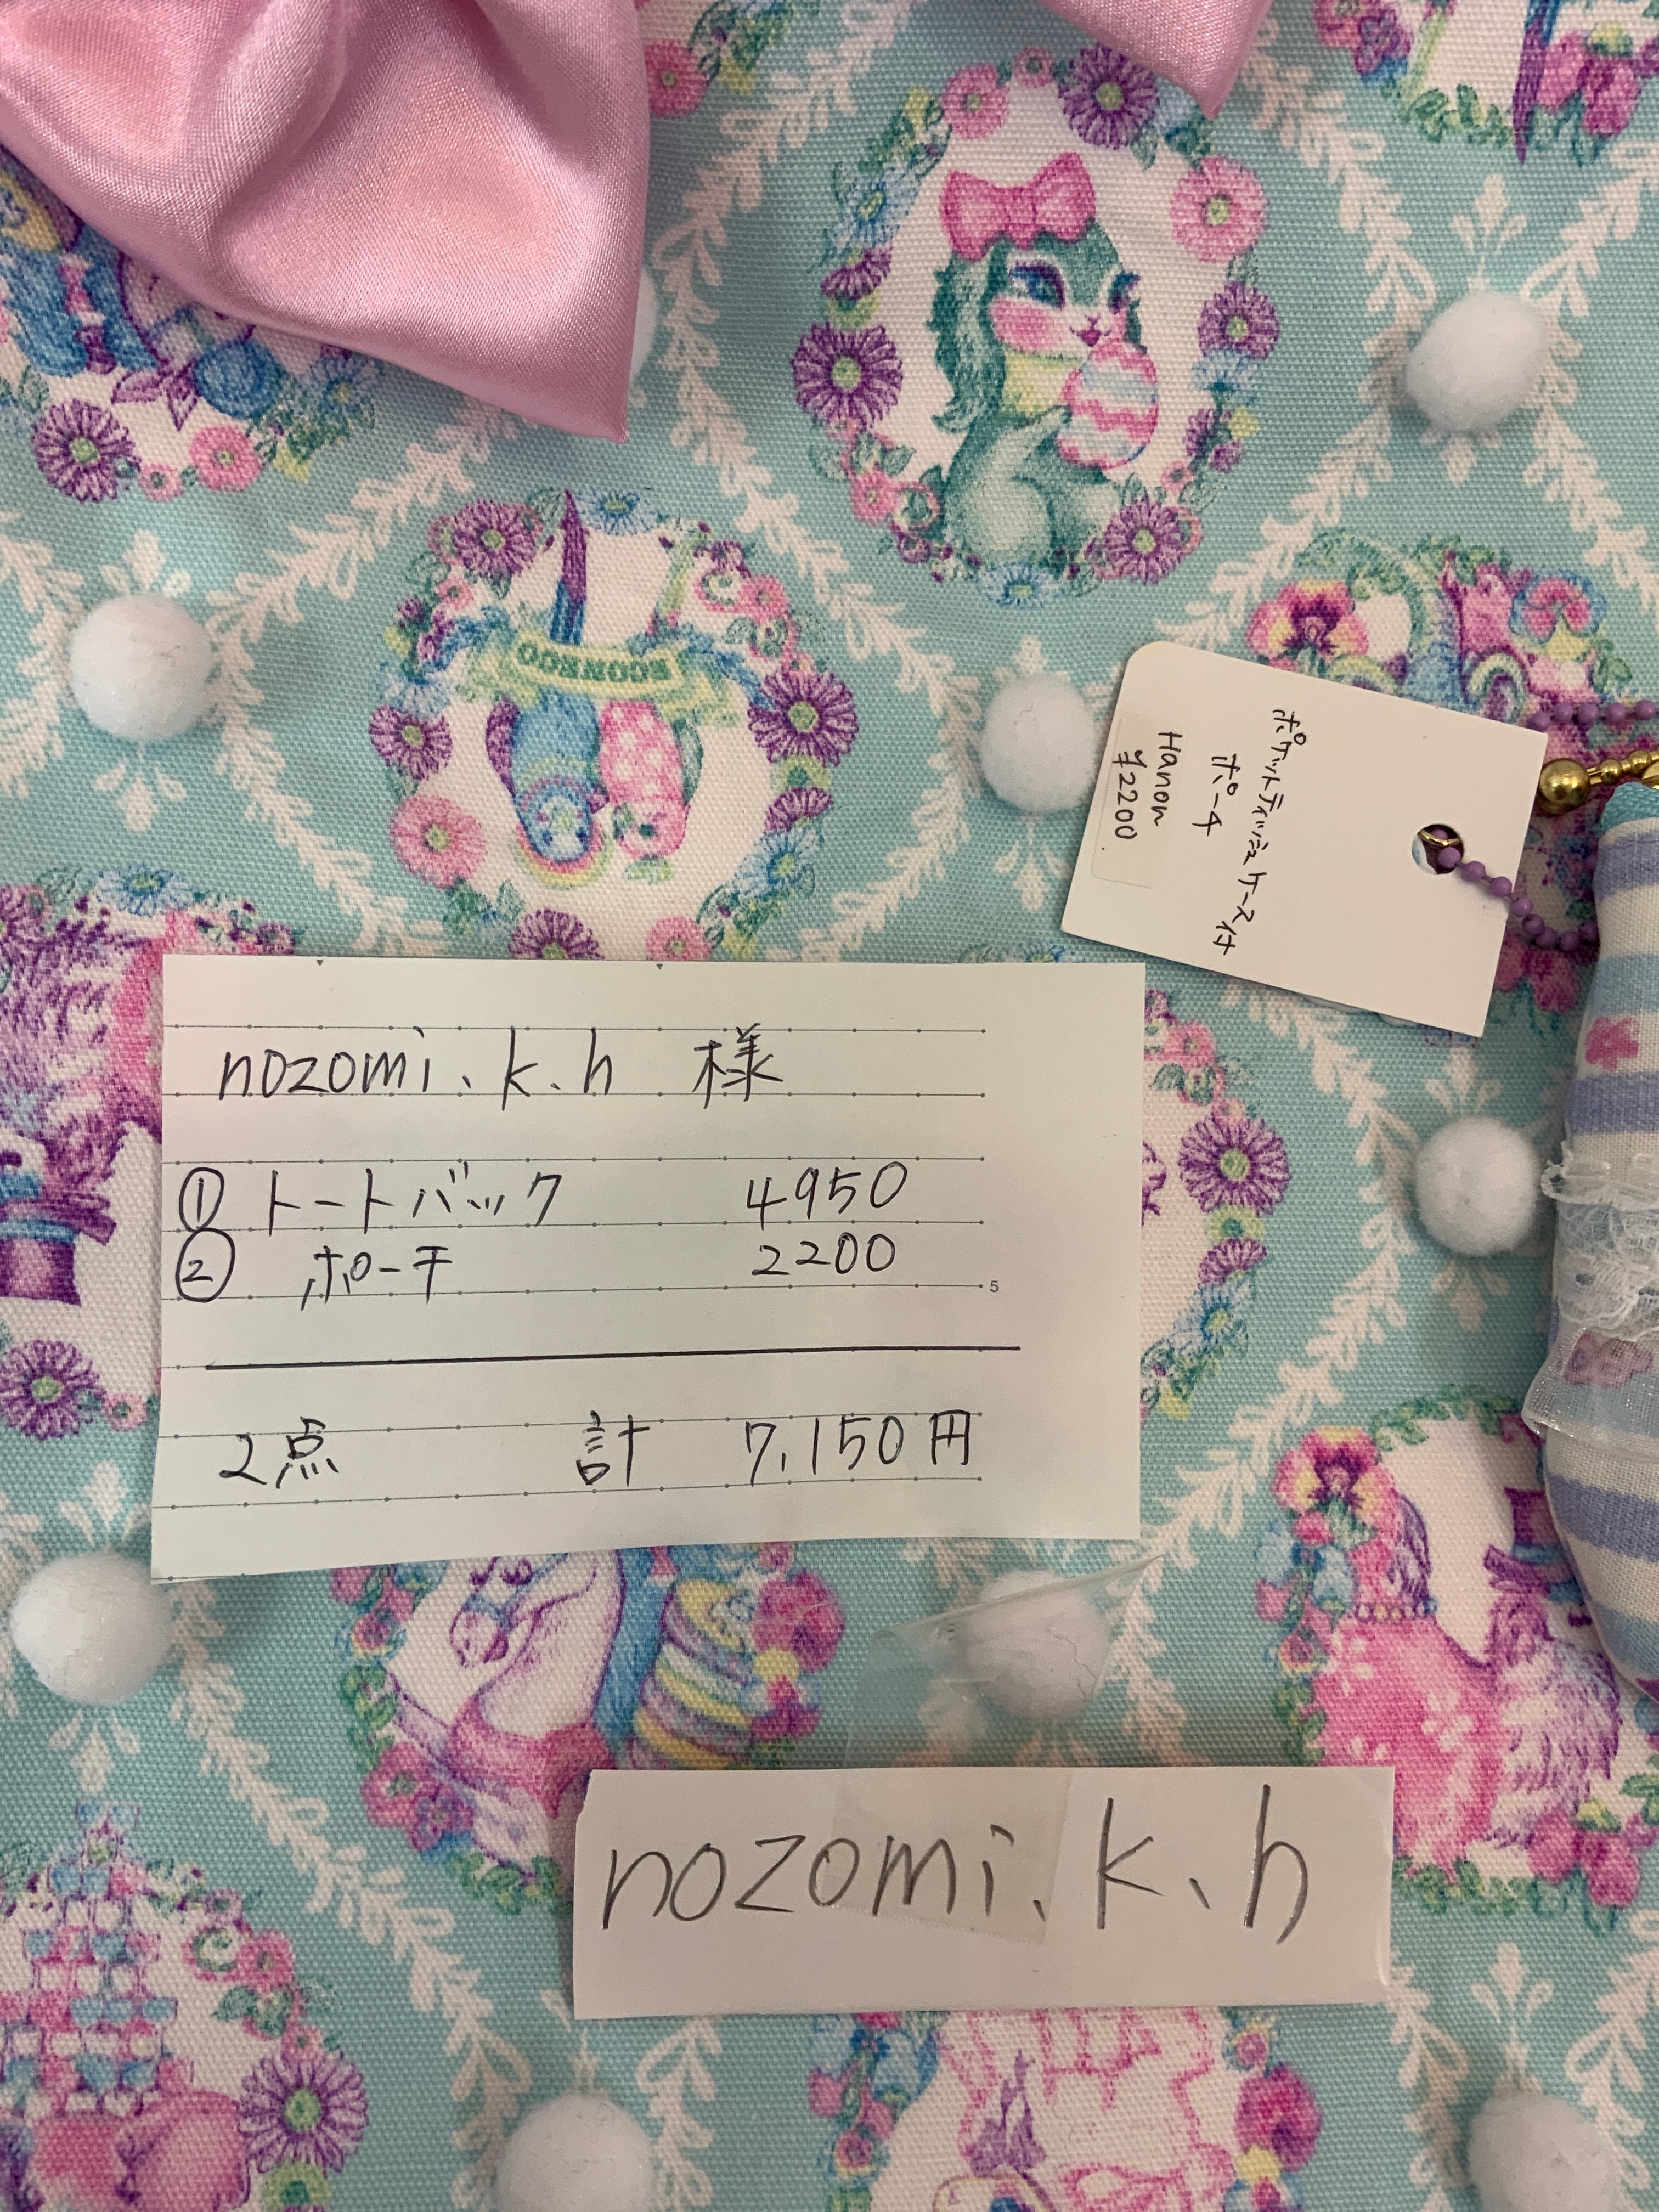 ECONECO
ポケットティッシュケース付
ポーチ
Hanon
¥2200
nozomi.k.h 様
① トートバック 4950
② ポーチ 2200
5
2点 計 7,150円
nozomi.k.h